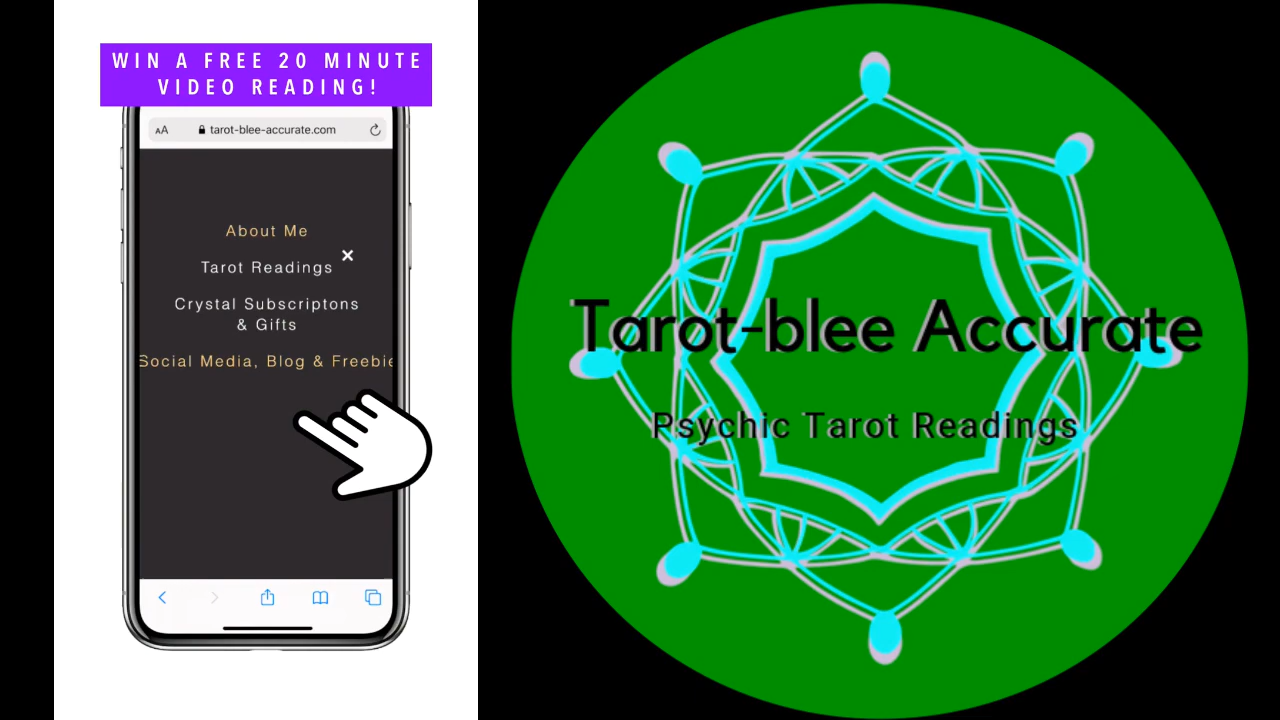 WIN A FREE 20 MINUTE
VIDEO READING!
AA
tarot-blee-accurate.com
About Me
Tarot Readings
Crystal Subscriptons
& Gifts
Social Media, Blog & Freebie
Tarot-blee Accurate
Psychic Tarot Readings